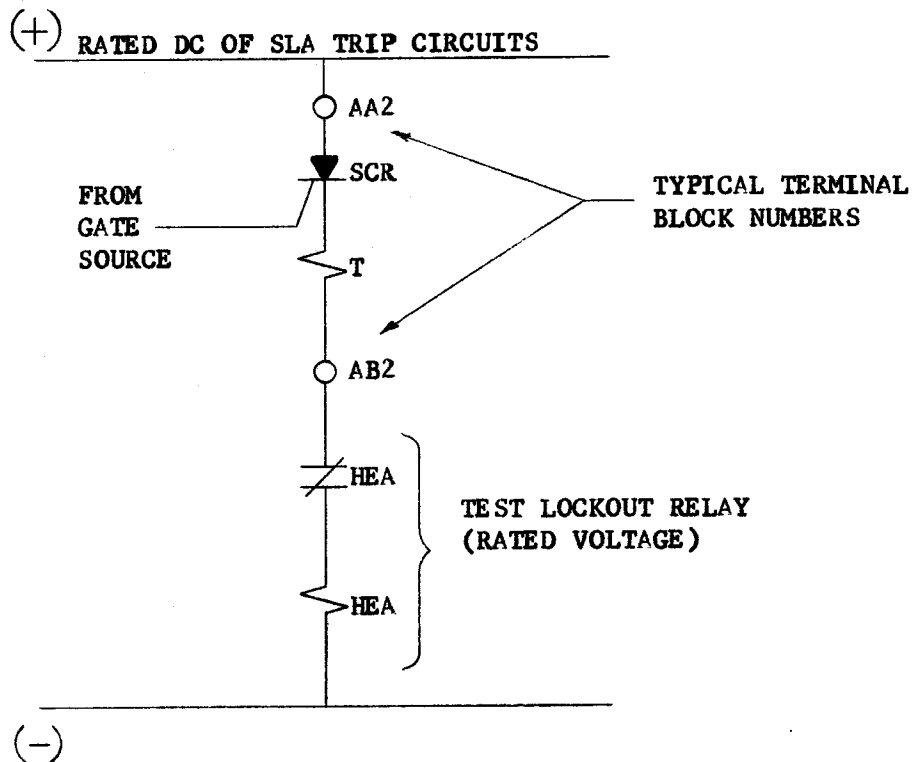 (+) RATED DC OF SLA TRIP CIRCUITS
AA2
SCR
FROM
GATE
SOURCE
TYPICAL TERMINAL
BLOCK NUMBERS
T
AB2
HEA
TEST LOCKOUT RELAY
(RATED VOLTAGE)
HEA
(-)